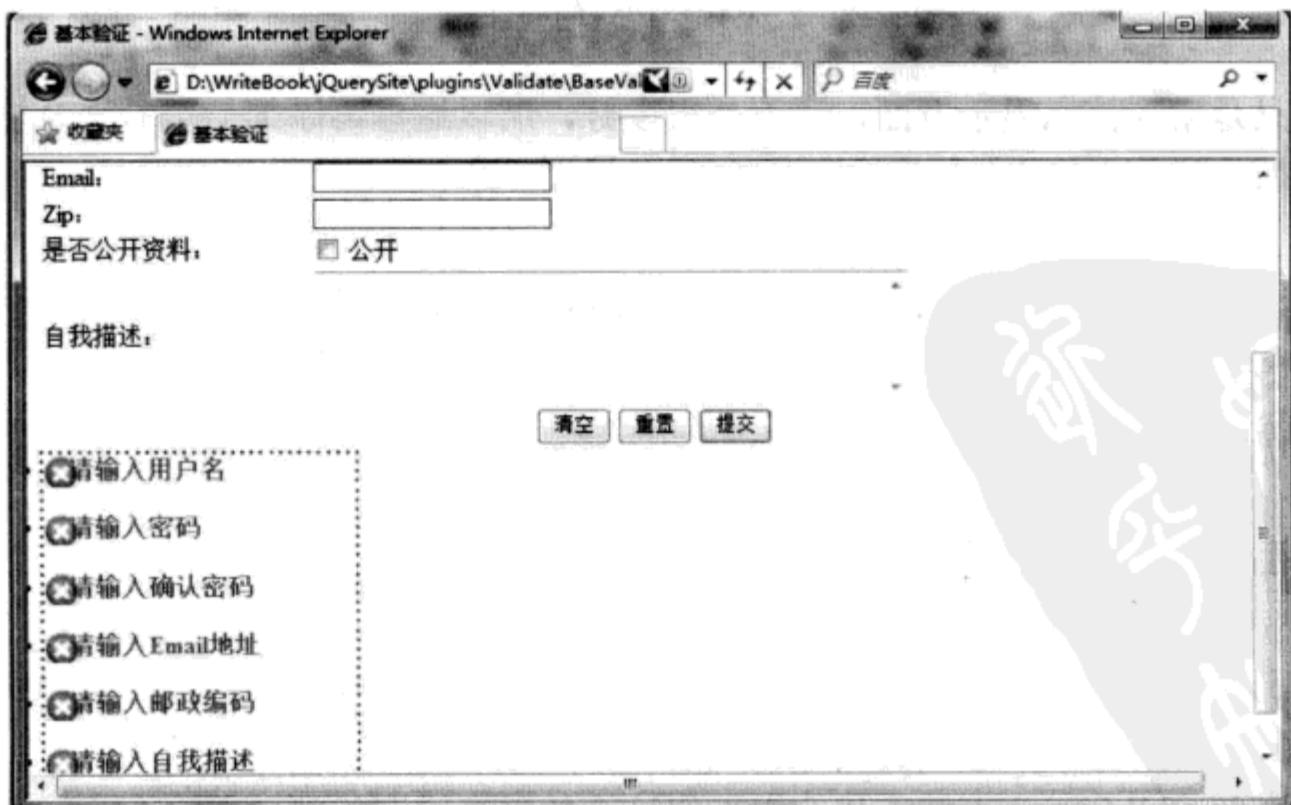 基本验证 - Windows Internet Explorer
D:\WriteBook\jQuerySite\plugins\Validate\BaseVal
百度
收藏夹
基本验证
Email:
Zip:
是否公开资料:
公开
自我描述:
清空 重置 提交
请输入用户名
请输入密码
请输入确认密码
请输入Email地址
请输入邮政编码
请输入自我描述